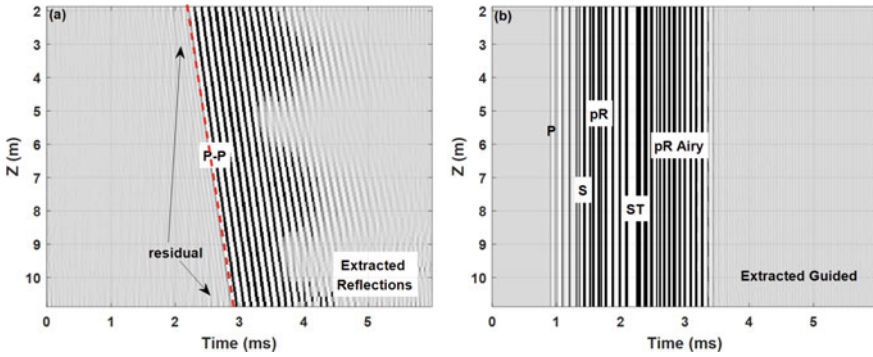 (a)
2
3
4
5
6
7
8
9
10
Z (m)
P-P
residual
Extracted
Reflections
0 1 2 3 4 5
Time (ms)
(b)
2
3
4
5
6
7
8
9
10
Z (m)
P
S
pR
ST
pR Airy
Extracted Guided
0 1 2 3 4 5
Time (ms)